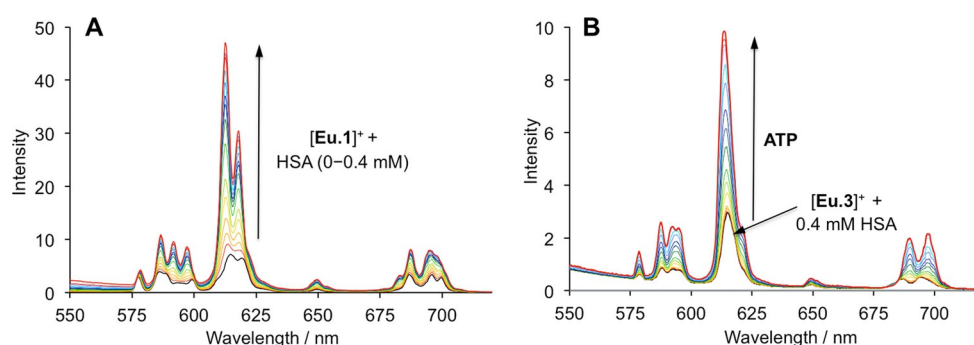 A
Intensity
50
40
30
20
10
0
[Eu.1]⁺ +
HSA (0−0.4 mM)
550
575
600
625
650
675
700
Wavelength / nm
B
Intensity
10
8
6
4
2
0
ATP
[Eu.3]⁺ +
0.4 mM HSA
550
575
600
625
650
675
700
Wavelength / nm